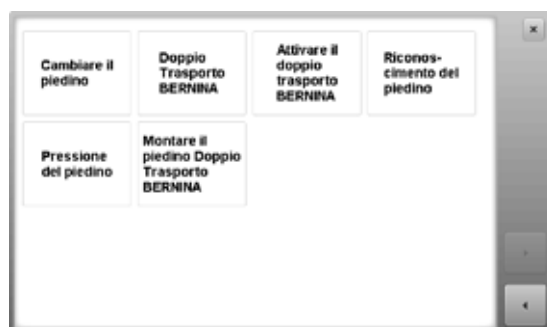 Cambiare il
piedino
Doppio
Trasporto
BERNINA
Attivare il
doppio
trasporto
BERNINA
Riconos-
cimento del
piedino
Pressione
del piedino
Montare il
piedino Doppio
Trasporto
BERNINA